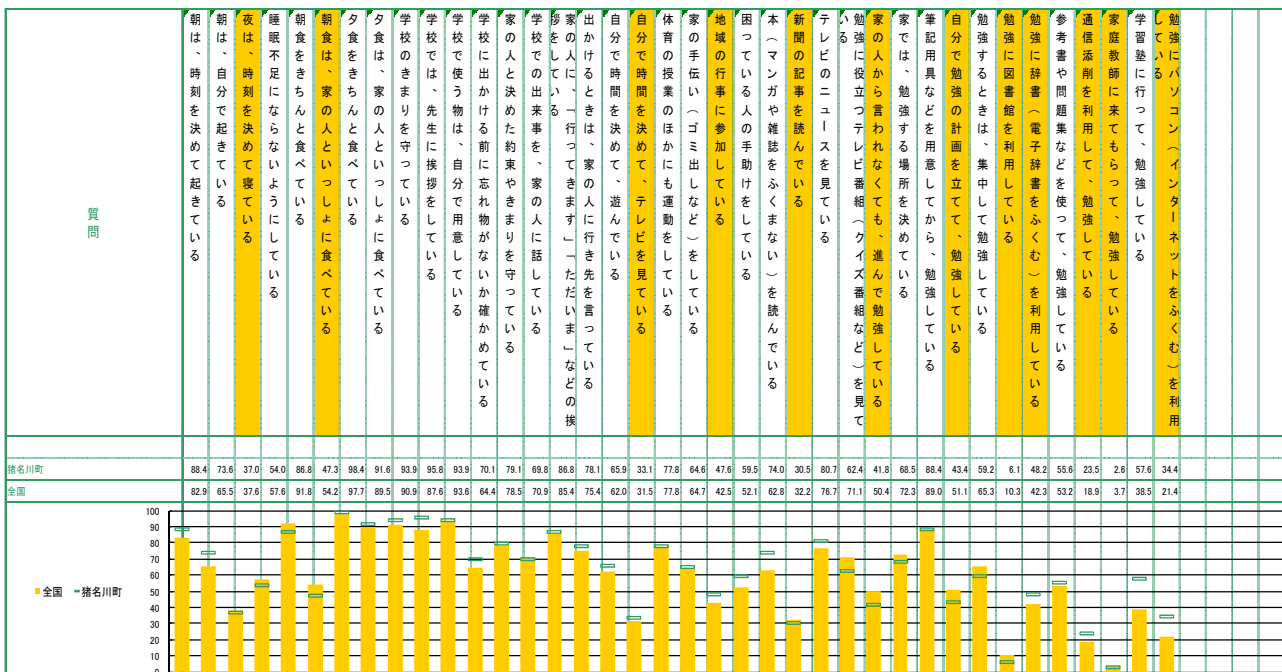 質問
朝は、時刻を決めて起きている
朝は、自分で起きている
夜は、時刻を決めて寝ている
睡眠不足にならないようにしている
朝食をきちんと食べている
朝食は、家の人といっしょに食べている
夕食をきちんと食べている
夕食は、家の人といっしょに食べている
学校のきまりを守っている
学校では、先生に挨拶をしている
学校で使う物は、自分で用意している
学校に出かける前に忘れ物がないか確かめている
家の人と決めた約束やきまりを守っている
学校での出来事を、家の人に話している
家の人に、「行ってきます」「ただいま」などの挨
拶をしている
出かけるときは、家の人に行き先を言っている
自分で時間を決めて、遊んでいる
自分で時間を決めて、テレビを見ている
体育の授業のほかにも運動をしている
家の手伝い(ゴミ出しなど)をしている
地域の行事に参加している
困っている人の手助けをしている
本(マンガや雑誌をふくまない)を読んでいる
新聞の記事を読んでいる
テレビのニュースを見ている
勉強に役立つテレビ番組(クイズ番組など)を見て
いる
家の人から言われなくても、進んで勉強している
家では、勉強する場所を決めている
筆記用具などを用意してから、勉強している
自分で勉強の計画を立てて、勉強している
勉強するときは、集中して勉強している
勉強に図書館を利用している
勉強に辞書(電子辞書をふくむ)を利用している
参考書や問題集などを使って、勉強している
通信添削を利用して、勉強している
家庭教師に来てもらって、勉強している
学習塾に行って、勉強している
勉強にパソコン(インターネットをふくむ)を利用
している
猪名川町 88.4 73.6 37.0 54.0 86.8 47.3 98.4 91.6 93.9 95.8 93.9 70.1 79.1 69.8 86.8 78.1 65.9 33.1 77.8 64.6 47.6 59.5 74.0 30.5 80.7 62.4 41.8 68.5 88.4 43.4 59.2 6.1 48.2 55.6 23.5 2.6 57.6 34.4
全国 82.9 65.5 37.6 57.6 91.8 54.2 97.7 89.5 90.9 87.6 93.6 64.4 78.5 70.9 85.4 75.4 62.0 31.5 77.8 64.7 42.5 52.1 62.8 32.2 76.7 71.1 50.4 72.3 89.0 51.1 65.3 10.3 42.3 53.2 18.9 3.7 38.5 21.4
100
90
80
70
60
50
40
30
20
10
0
全国 猪名川町